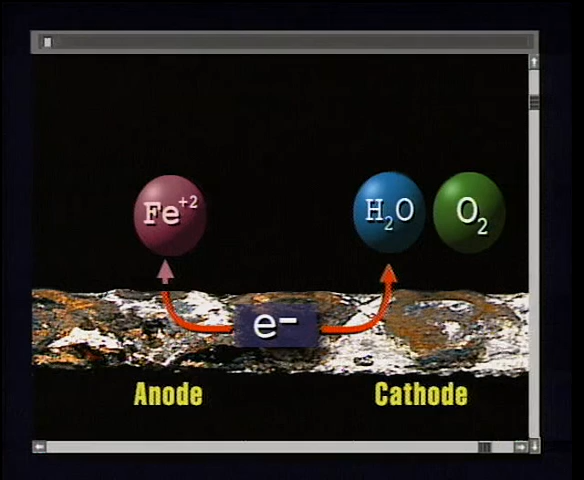 Fe+2
H2O
O2
e-
Anode
Cathode